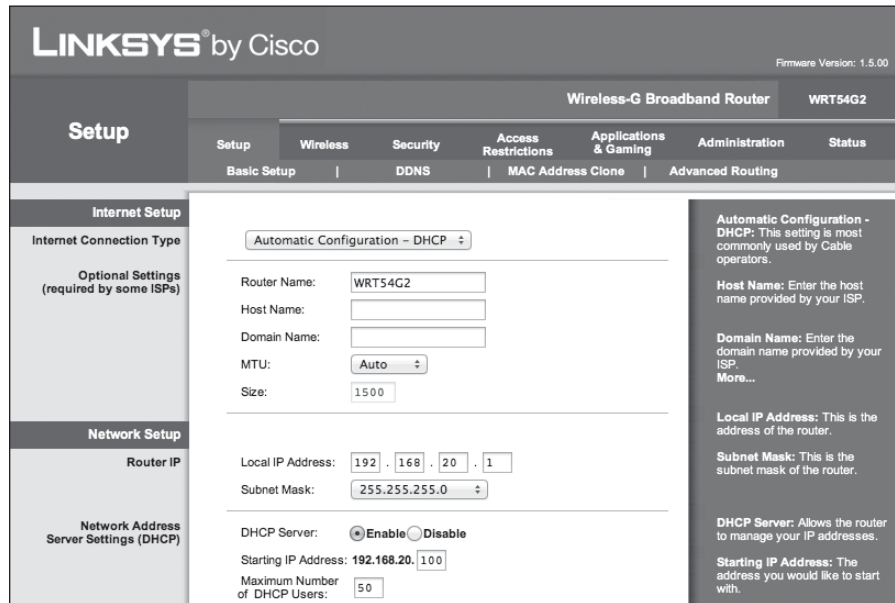 LINKSYS® by Cisco
Firmware Version: 1.5.00
Wireless-G Broadband Router WRT54G2
Setup
Setup Wireless Security Access Restrictions Applications & Gaming Administration Status
Basic Setup | DDNS | MAC Address Clone | Advanced Routing
Internet Setup
Internet Connection Type
Automatic Configuration - DHCP
Optional Settings
(required by some ISPs)
Router Name: WRT54G2
Host Name:
Domain Name:
MTU: Auto
Size: 1500
Network Setup
Router IP
Local IP Address: 192 . 168 . 20 . 1
Subnet Mask: 255.255.255.0
Network Address
Server Settings (DHCP)
DHCP Server: Enable Disable
Starting IP Address: 192.168.20. 100
Maximum Number
of DHCP Users: 50
Automatic Configuration -
DHCP: This setting is most
commonly used by Cable
operators.
Host Name: Enter the host
name provided by your ISP.
Domain Name: Enter the
domain name provided by your
ISP.
More...
Local IP Address: This is the
address of the router.
Subnet Mask: This is the
subnet mask of the router.
DHCP Server: Allows the router
to manage your IP addresses.
Starting IP Address: The
address you would like to start
with.